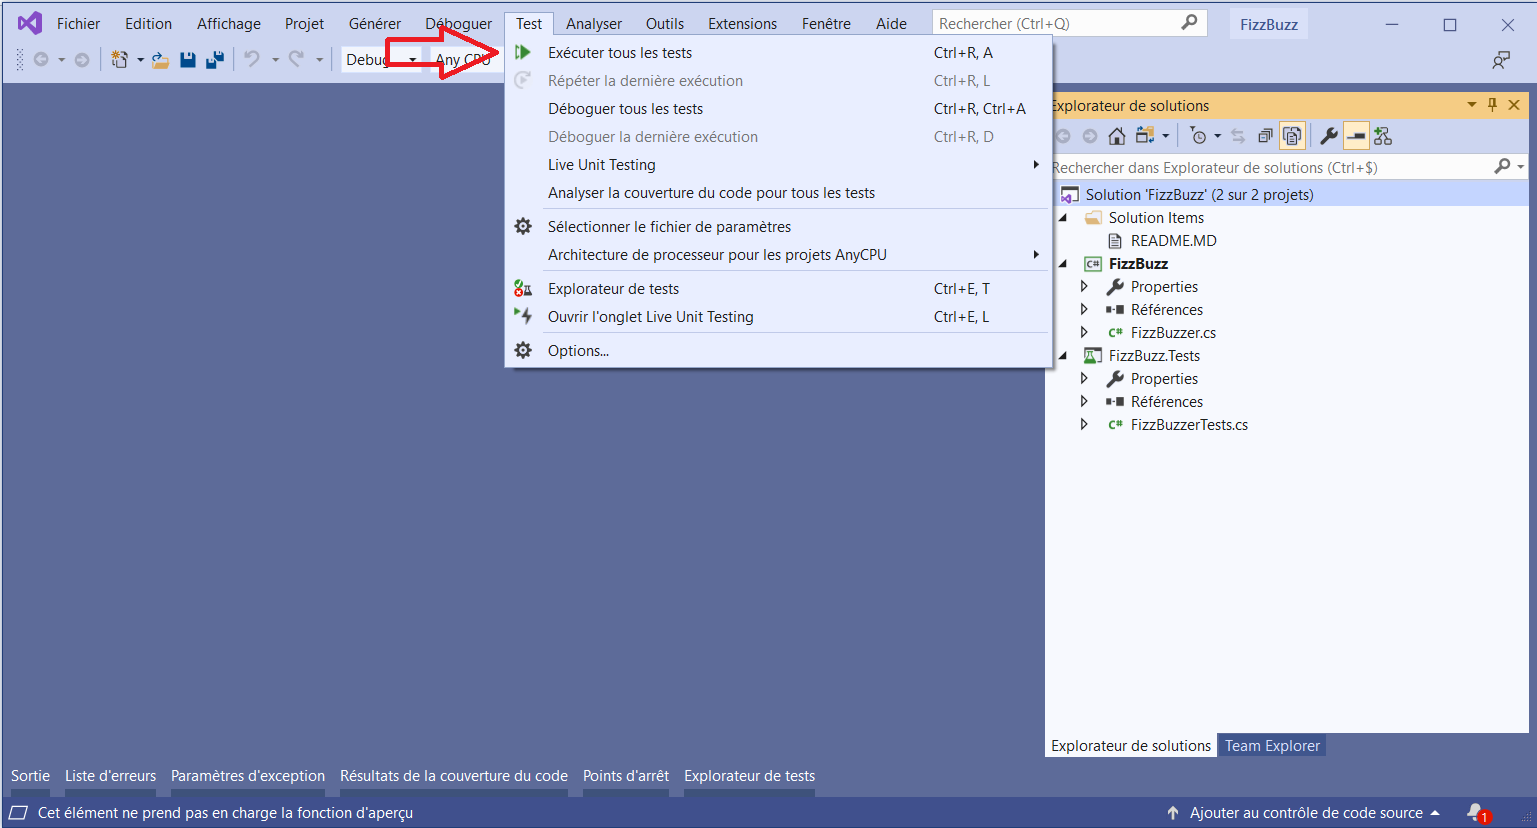 Fichier Edition Affichage Projet Générer Déboguer Test Analyser Outils Extensions Fenêtre Aide Rechercher (Ctrl+Q) FizzBuzz
Debug Any CPU
Exécuter tous les tests Ctrl+R, A
Répéter la dernière exécution Ctrl+R, L
Déboguer tous les tests Ctrl+R, Ctrl+A
Déboguer la dernière exécution Ctrl+R, D
Live Unit Testing
Analyser la couverture du code pour tous les tests
Sélectionner le fichier de paramètres
Architecture de processeur pour les projets AnyCPU
Explorateur de tests Ctrl+E, T
Ouvrir l'onglet Live Unit Testing Ctrl+E, L
Options...
Explorateur de solutions
Rechercher dans Explorateur de solutions (Ctrl+$)
Solution 'FizzBuzz' (2 sur 2 projets)
Solution Items
README.MD
C# FizzBuzz
Properties
Références
C# FizzBuzzer.cs
FizzBuzz.Tests
Properties
Références
C# FizzBuzzerTests.cs
Explorateur de solutions Team Explorer
Sortie Liste d'erreurs Paramètres d'exception Résultats de la couverture du code Points d'arrêt Explorateur de tests
Cet élément ne prend pas en charge la fonction d'aperçu Ajouter au contrôle de code source 1